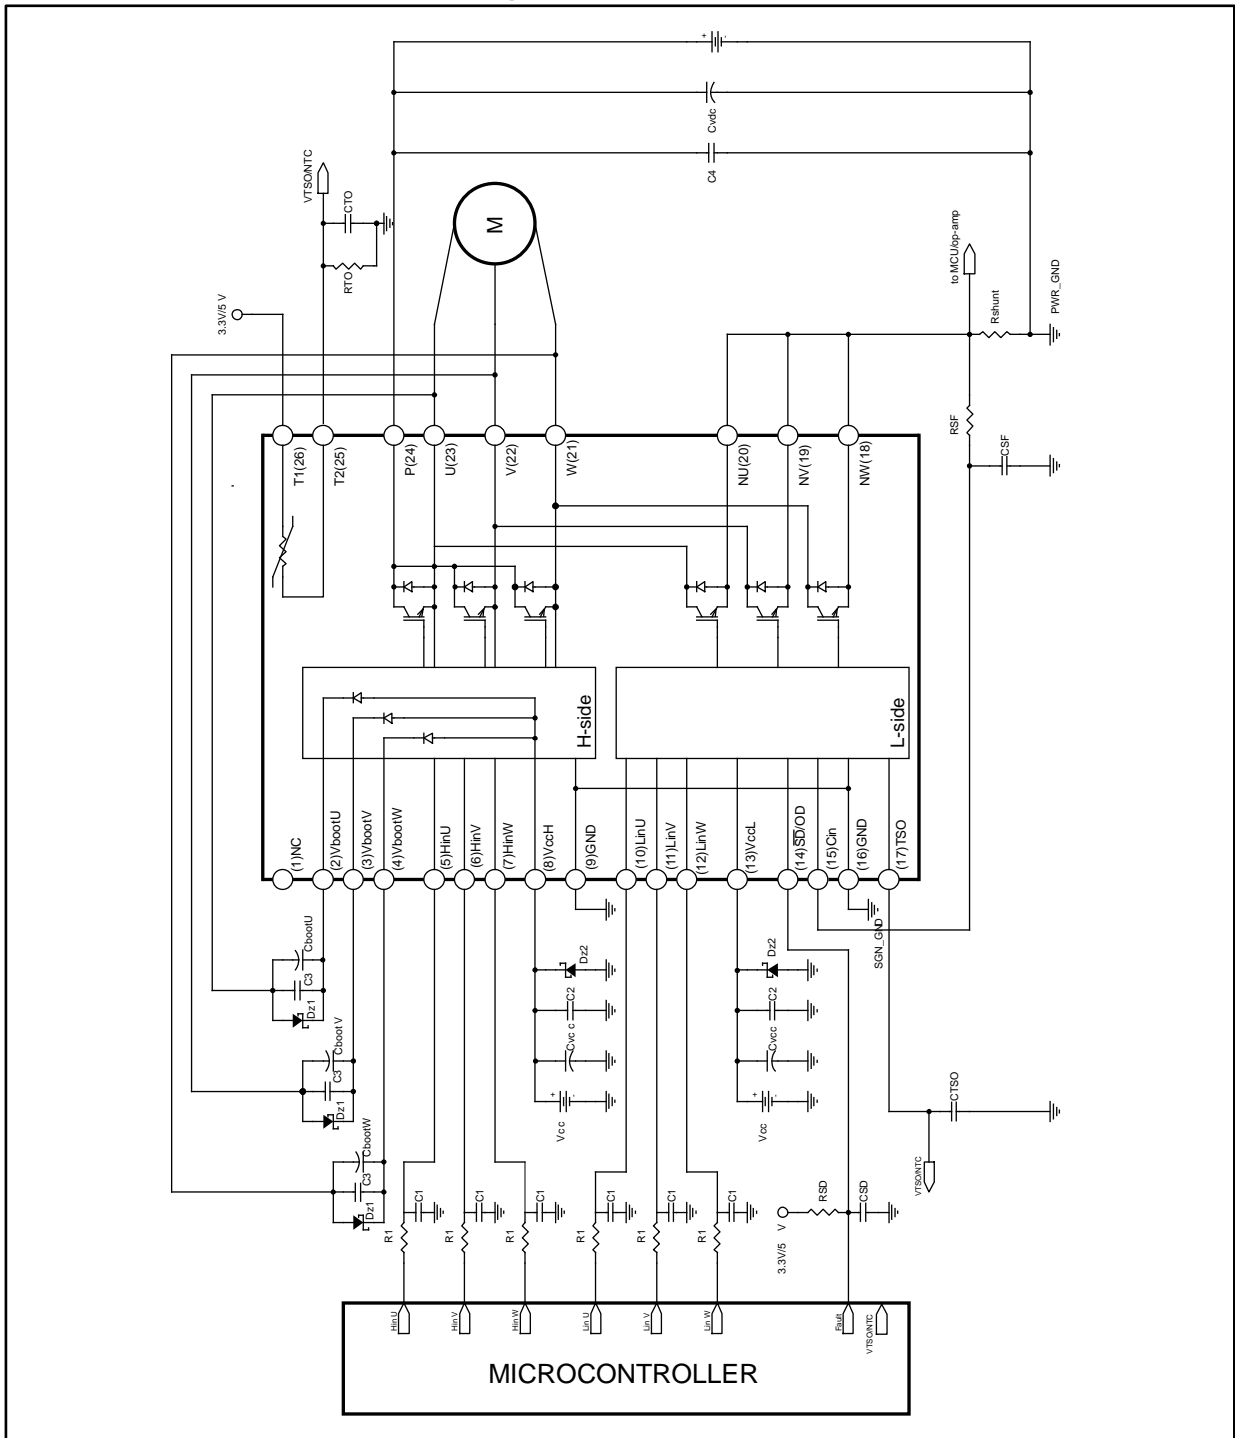 + -
Cvdc
C4
VTSO/NTC
CTO
RTO
M
3.3V/5 V
to MCU/op-amp
Rshunt
PWR_GND
RSF
CSF
T1(26)
T2(25)
P(24)
U(23)
V(22)
W(21)
NU(20)
NV(19)
NW(18)
H-side
L-side
(1)NC
(2)VbootU
(3)VbootV
(4)VbootW
(5)HinU
(6)HinV
(7)HinW
(8)VccH
(9)GND
(10)LinU
(11)LinV
(12)LinW
(13)VccL
(14)SD/OD
(15)Cin
(16)GND
(17)TSO
SGN_GND
CbootU
C3
Dz1
Cboot V
C3
Dz1
CbootW
C3
Dz1
Dz2
C2
Cvc c
+ -
Vcc
Dz2
C2
Cvcc
+ -
Vcc
CTSO
VTSO/NTC
R1
C1
R1
C1
R1
C1
R1
C1
R1
C1
R1
C1
3.3V/5 V
RSD
CSD
Hin U
Hin V
Hin W
Lin U
Lin V
Lin W
Fault
VTSO/NTC
MICROCONTROLLER